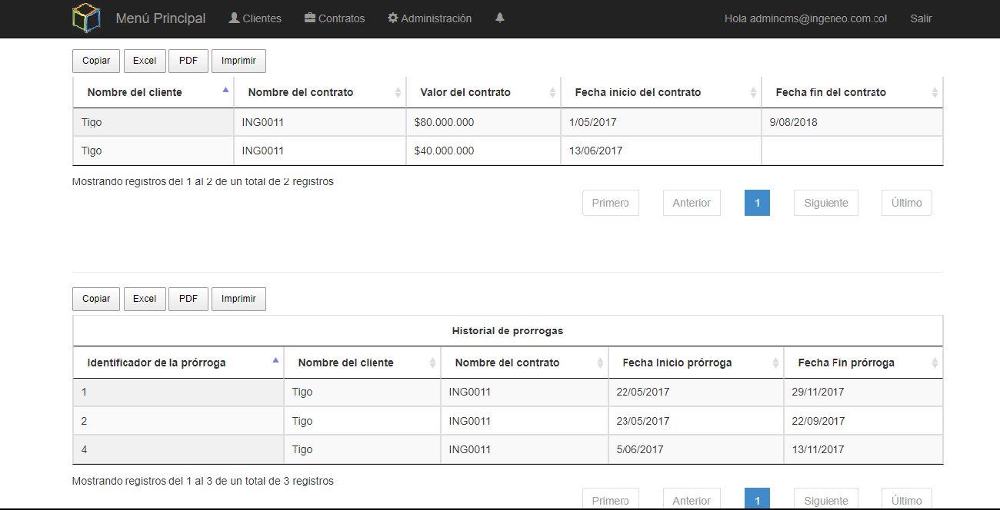 Menú Principal Clientes Contratos Administración Hola admincms@ingeneo.com.co! Salir
Copiar Excel PDF Imprimir
Nombre del cliente Nombre del contrato Valor del contrato Fecha inicio del contrato Fecha fin del contrato
Tigo ING0011 $80.000.000 1/05/2017 9/08/2018
Tigo ING0011 $40.000.000 13/06/2017
Mostrando registros del 1 al 2 de un total de 2 registros
Primero Anterior 1 Siguiente Último
Copiar Excel PDF Imprimir
Historial de prorrogas
Identificador de la prórroga Nombre del cliente Nombre del contrato Fecha Inicio prórroga Fecha Fin prórroga
1 Tigo ING0011 22/05/2017 29/11/2017
2 Tigo ING0011 23/05/2017 22/09/2017
4 Tigo ING0011 5/06/2017 13/11/2017
Mostrando registros del 1 al 3 de un total de 3 registros
Primero Anterior 1 Siguiente Último